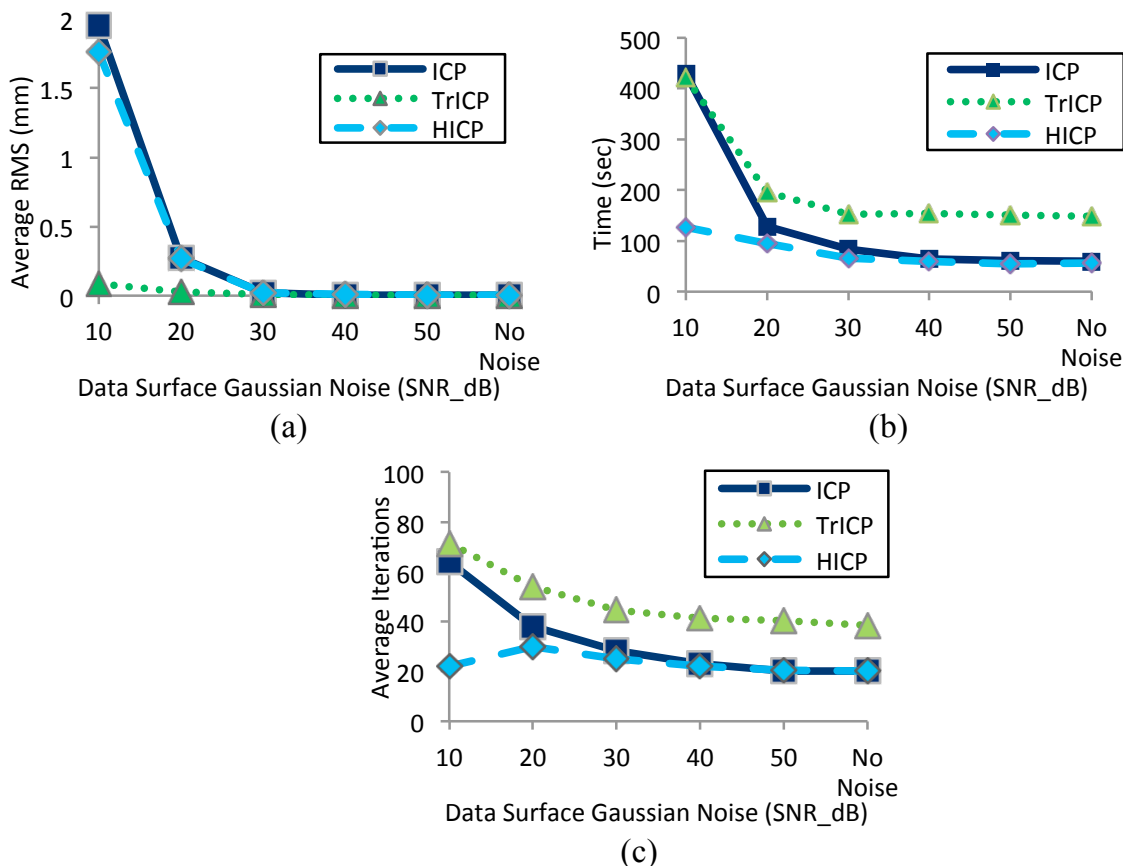 2
1.5
1
0.5
0
Average RMS (mm)
ICP
TrICP
HICP
10 20 30 40 50 No
Noise
Data Surface Gaussian Noise (SNR_dB)
(a)
500
400
300
200
100
0
Time (sec)
ICP
TrICP
HICP
10 20 30 40 50 No
Noise
Data Surface Gaussian Noise (SNR_dB)
(b)
100
80
60
40
20
0
Average Iterations
ICP
TrICP
HICP
10 20 30 40 50 No
Noise
Data Surface Gaussian Noise (SNR_dB)
(c)